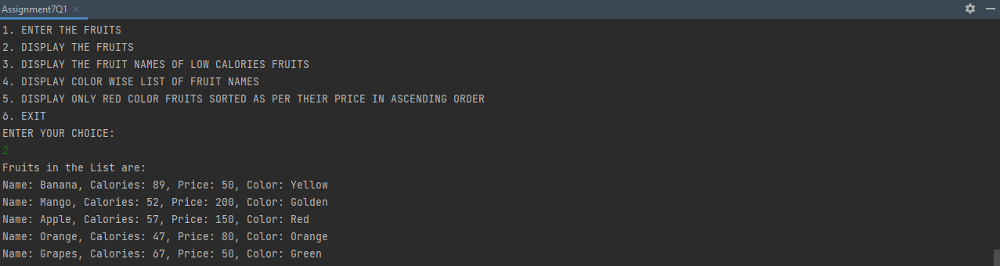 Assignment7Q1
1. ENTER THE FRUITS
2. DISPLAY THE FRUITS
3. DISPLAY THE FRUIT NAMES OF LOW CALORIES FRUITS
4. DISPLAY COLOR WISE LIST OF FRUIT NAMES
5. DISPLAY ONLY RED COLOR FRUITS SORTED AS PER THEIR PRICE IN ASCENDING ORDER
6. EXIT
ENTER YOUR CHOICE:
2
Fruits in the List are:
Name: Banana, Calories: 89, Price: 50, Color: Yellow
Name: Mango, Calories: 52, Price: 200, Color: Golden
Name: Apple, Calories: 57, Price: 150, Color: Red
Name: Orange, Calories: 47, Price: 80, Color: Orange
Name: Grapes, Calories: 67, Price: 50, Color: Green